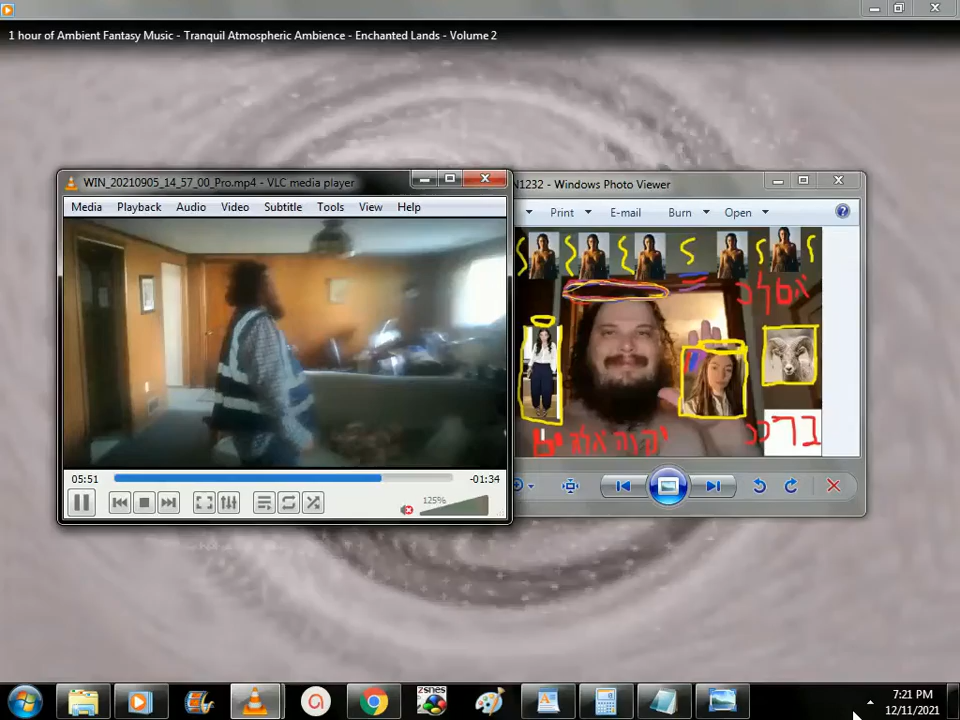 1 hour of Ambient Fantasy Music - Tranquil Atmospheric Ambience - Enchanted Lands - Volume 2
WIN_20210905_14_57_00_Pro.mp4 - VLC media player
1232 - Windows Photo Viewer
Media Playback Audio Video Subtitle Tools View Help
Print E-mail Burn Open
05:51
-01:34
125%
zsnes
7:21 PM
12/11/2021